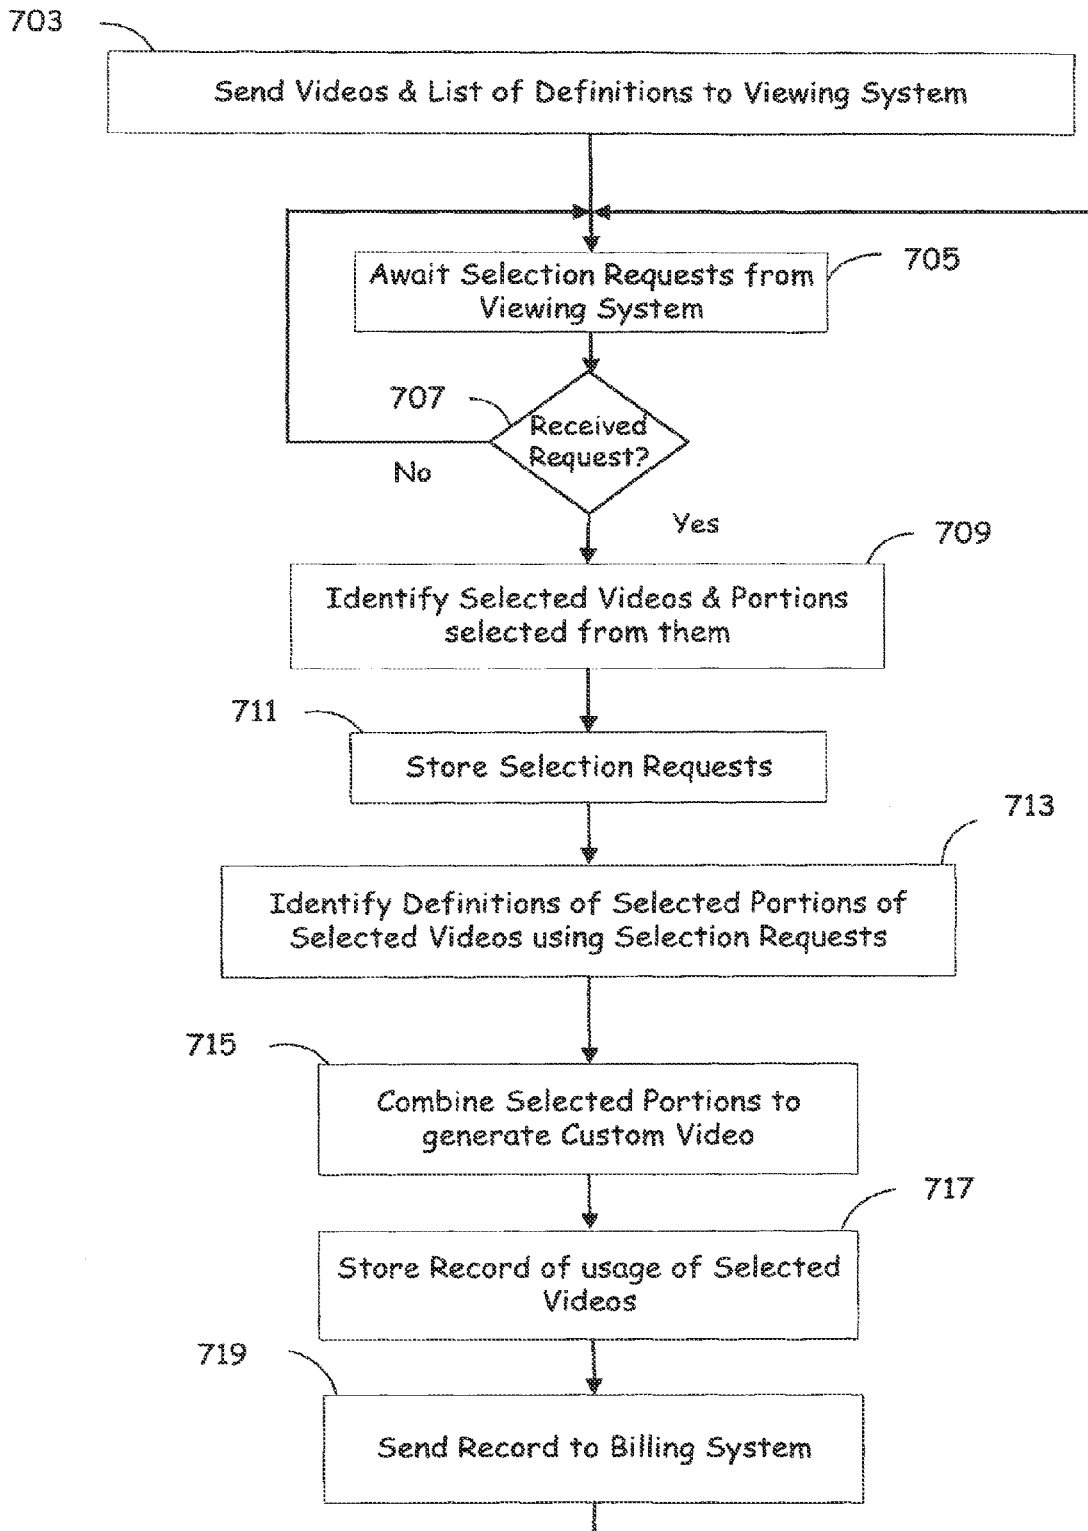 703
Send Videos & List of Definitions to Viewing System
705
Await Selection Requests from
Viewing System
707
Received
Request?
No
Yes
709
Identify Selected Videos & Portions
selected from them
711
Store Selection Requests
713
Identify Definitions of Selected Portions of
Selected Videos using Selection Requests
715
Combine Selected Portions to
generate Custom Video
717
Store Record of usage of Selected
Videos
719
Send Record to Billing System